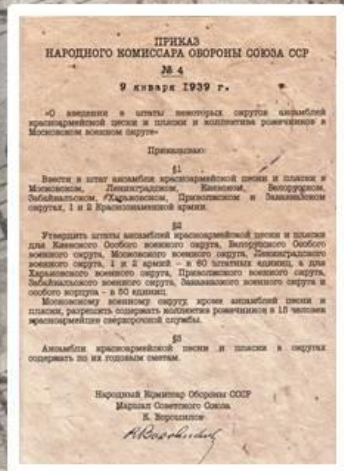 ПРИКАЗ
НАРОДНОГО КОМИССАРА ОБОРОНЫ СОЮЗА ССР
№ 4
9 января 1939 г.
«О введении в штаты некоторых округов ансамблей
красноармейской песни и пляски и коллектива рожечников в
Московском военном округе»
Приказываю:
§1
Ввести в штат ансамбли красноармейской песни и пляски в
Московском, Ленинградском, Киевском, Белорусском,
Забайкальском, Харьковском, Приволжском и Закавказском
округах, 1 и 2 Краснознаменной армии.
§2
Утвердить штаты ансамблей красноармейской песни и пляски
для Киевского Особого военного округа, Белорусского Особого
военного округа, Московского военного округа, Ленинградского
военного округа, 1 и 2 армий – в 60 штатных единиц, а для
Харьковского военного округа, Приволжского военного округа,
Забайкальского военного округа, Закавказского военного округа и
особого корпуса – в 50 единиц.
Московскому военному округу, кроме ансамблей песни и
пляски, разрешить содержать коллектив рожечников в 15 человек
красноармейцев сверхсрочной службы.
§3
Ансамбли красноармейской песни и пляски в округах
содержать по их годовым сметам.
Народный Комиссар Обороны СССР
Маршал Советского Союза
К. Ворошилов